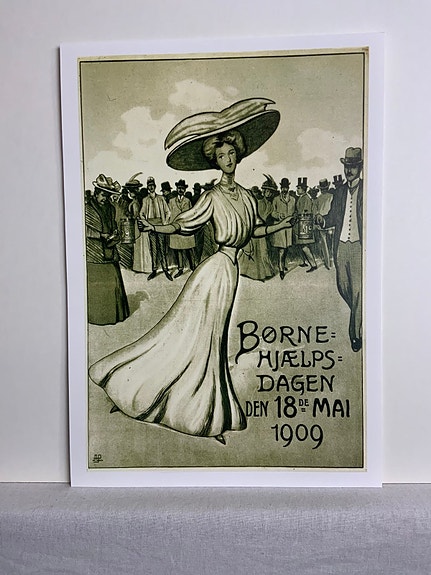 BØRNE=
HJÆLPS=
DAGEN
DEN 18DE MAI
1909